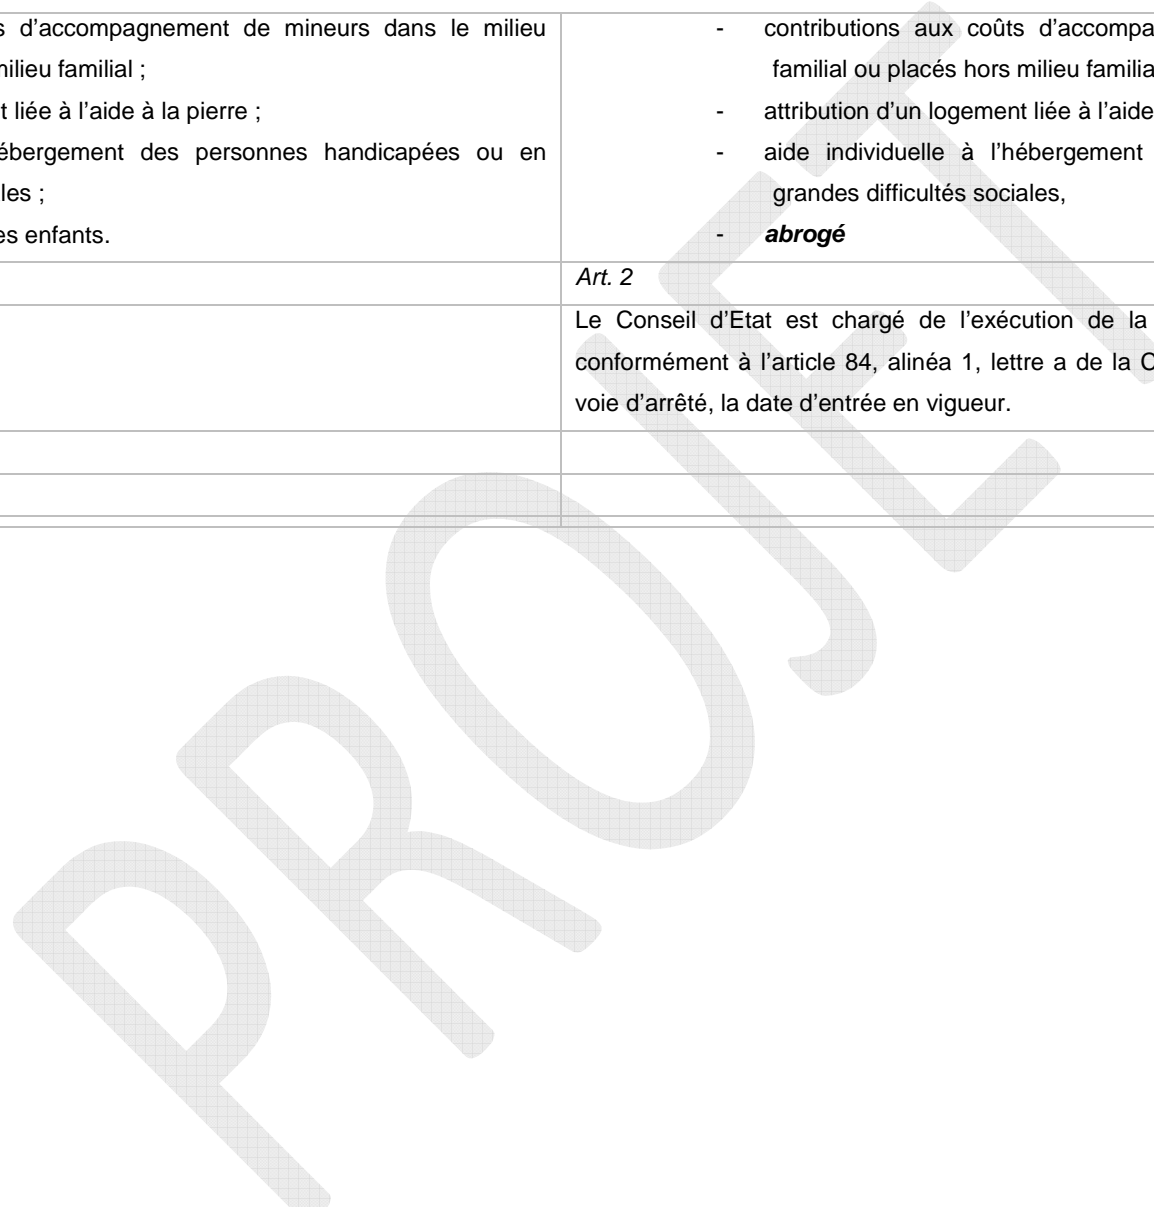 s d'accompagnement de mineurs dans le milieu
milieu familial ;
t liée à l'aide à la pierre ;
ébergement des personnes handicapées ou en
les ;
es enfants.
- contributions aux coûts d'accompa
familial ou placés hors milieu familia
- attribution d'un logement liée à l'aide
- aide individuelle à l'hébergement
grandes difficultés sociales,
- abrogé
Art. 2
Le Conseil d'Etat est chargé de l'exécution de la
conformément à l'article 84, alinéa 1, lettre a de la C
voie d'arrêté, la date d'entrée en vigueur.
PROJET